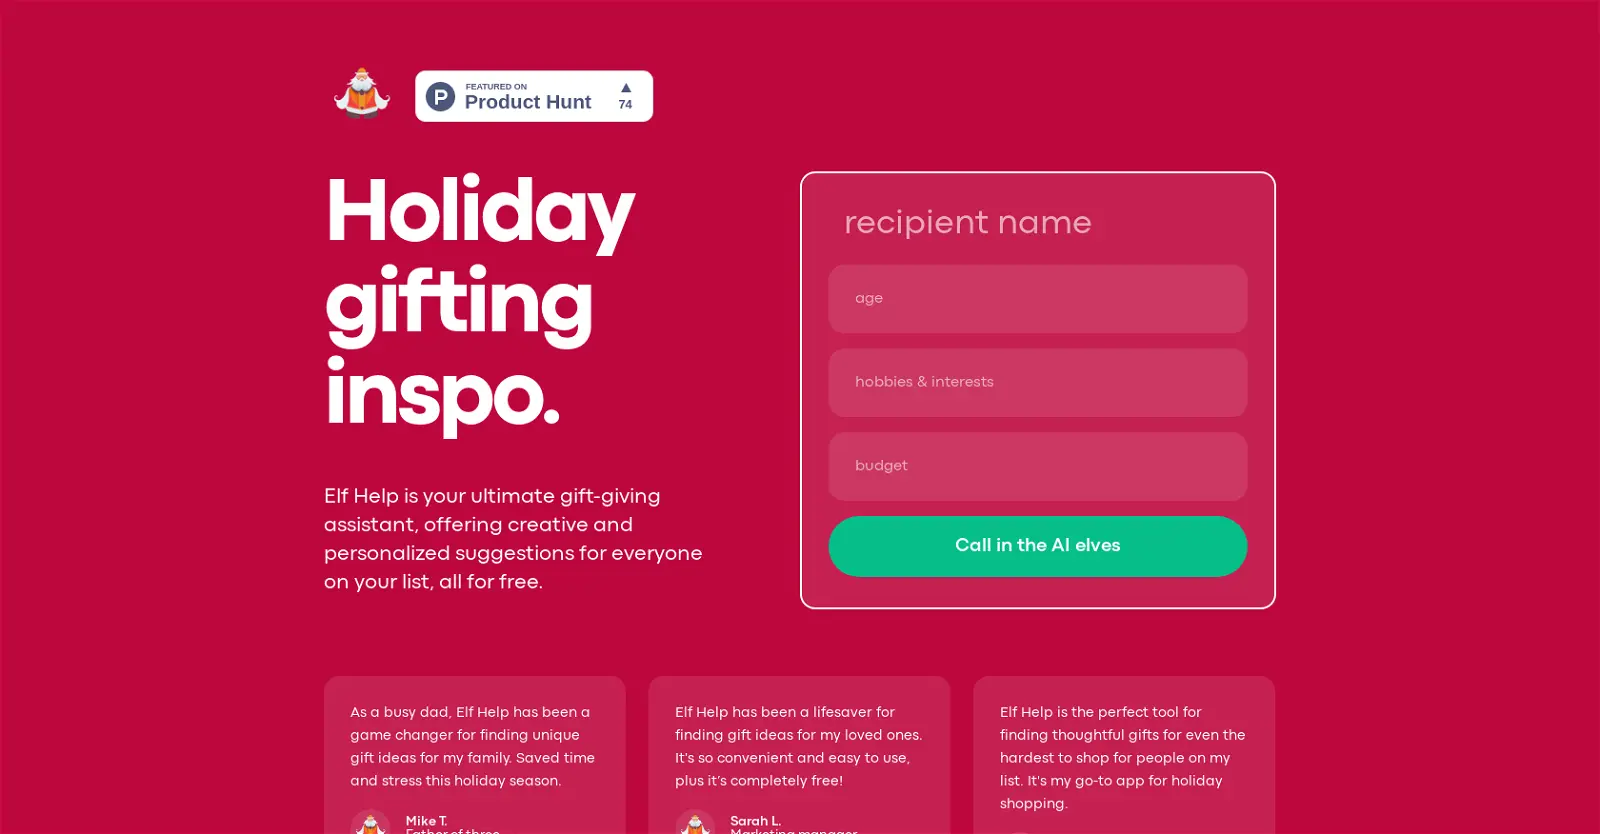 FEATURED ON
Product Hunt
▲
74
Holiday
gifting
inspo.
Elf Help is your ultimate gift-giving
assistant, offering creative and
personalized suggestions for everyone
on your list, all for free.
recipient name
age
hobbies & interests
budget
Call in the AI elves
As a busy dad, Elf Help has been a
game changer for finding unique
gift ideas for my family. Saved time
and stress this holiday season.
Mike T.
Father of three
Elf Help has been a lifesaver for
finding gift ideas for my loved ones.
It's so convenient and easy to use,
plus it's completely free!
Sarah L.
Marketing manager
Elf Help is the perfect tool for
finding thoughtful gifts for even the
hardest to shop for people on my
list. It's my go-to app for holiday
shopping.